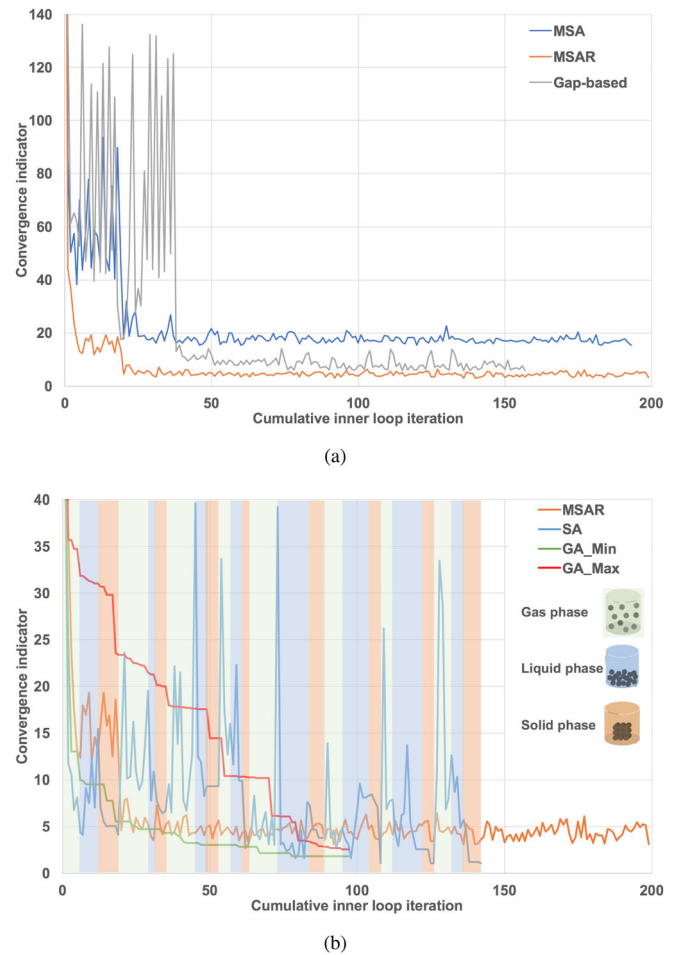 140
120
100
80
60
40
20
0
Convergence indicator
MSA
MSAR
Gap-based
0
50
100
150
200
Cumulative inner loop iteration
(a)
40
35
30
25
20
15
10
5
0
Convergence indicator
MSAR
SA
GA_Min
GA_Max
Gas phase
Liquid phase
Solid phase
0
50
100
150
200
Cumulative inner loop iteration
(b)